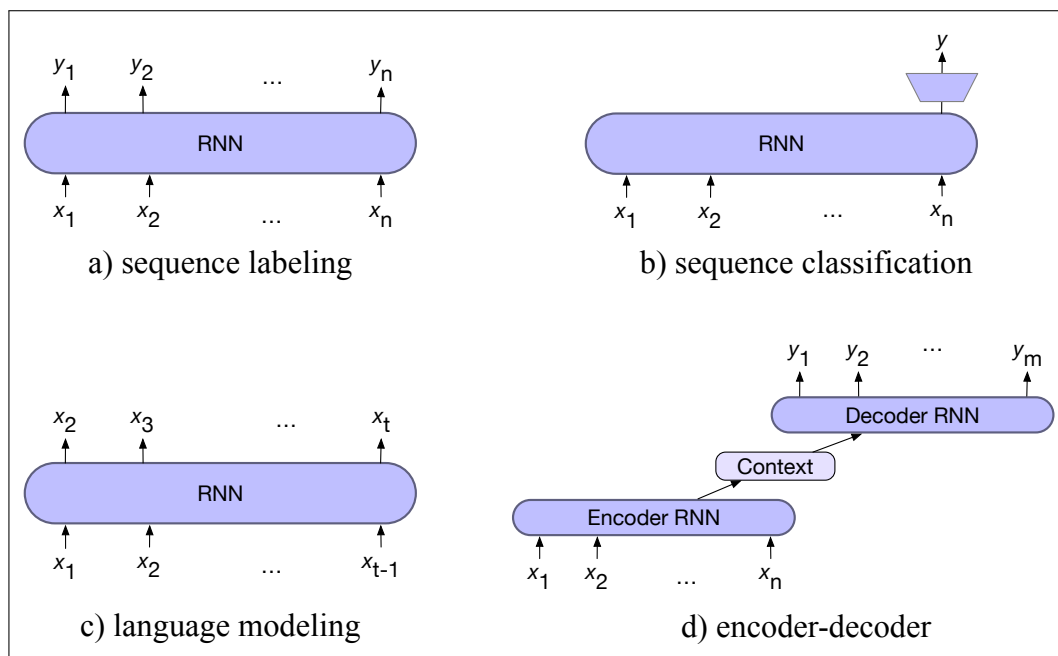 y1 y2 ... yn
RNN
x1 x2 ... xn
a) sequence labeling
y
RNN
x1 x2 ... xn
b) sequence classification
x2 x3 ... xt
RNN
x1 x2 ... xt-1
c) language modeling
y1 y2 ... ym
Decoder RNN
Context
Encoder RNN
x1 x2 ... xn
d) encoder-decoder